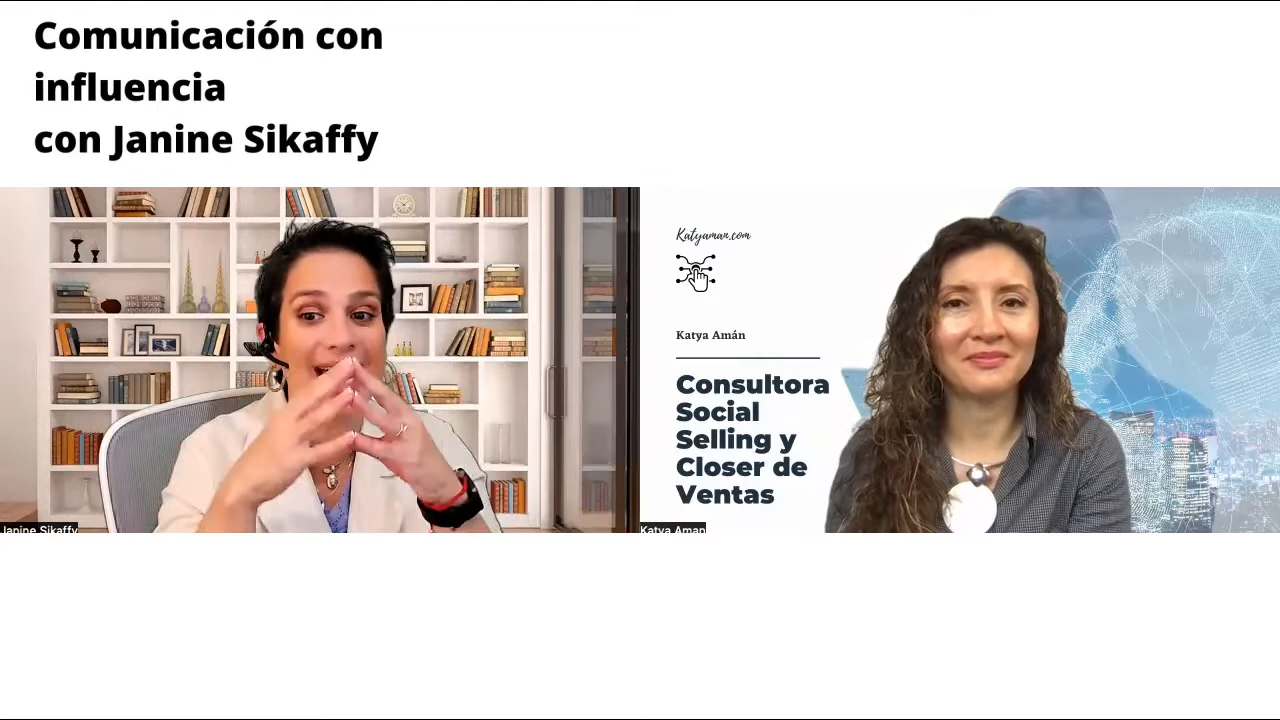 Comunicación con
influencia
con Janine Sikaffy
Katyaman.com
Katya Amán
Consultora
Social
Selling y
Closer de
Ventas
Janine Sikaffy
Katya Aman